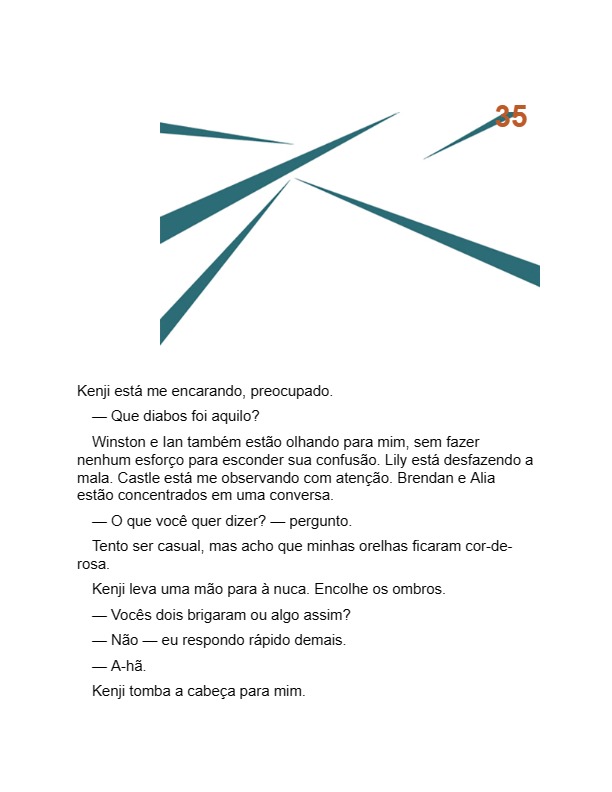 35
Kenji está me encarando, preocupado.
— Que diabos foi aquilo?
Winston e Ian também estão olhando para mim, sem fazer
nenhum esforço para esconder sua confusão. Lily está desfazendo a
mala. Castle está me observando com atenção. Brendan e Alia
estão concentrados em uma conversa.
— O que você quer dizer? — pergunto.
Tento ser casual, mas acho que minhas orelhas ficaram cor-de-
rosa.
Kenji leva uma mão para à nuca. Encolhe os ombros.
— Vocês dois brigaram ou algo assim?
— Não — eu respondo rápido demais.
— A-hã.
Kenji tomba a cabeça para mim.